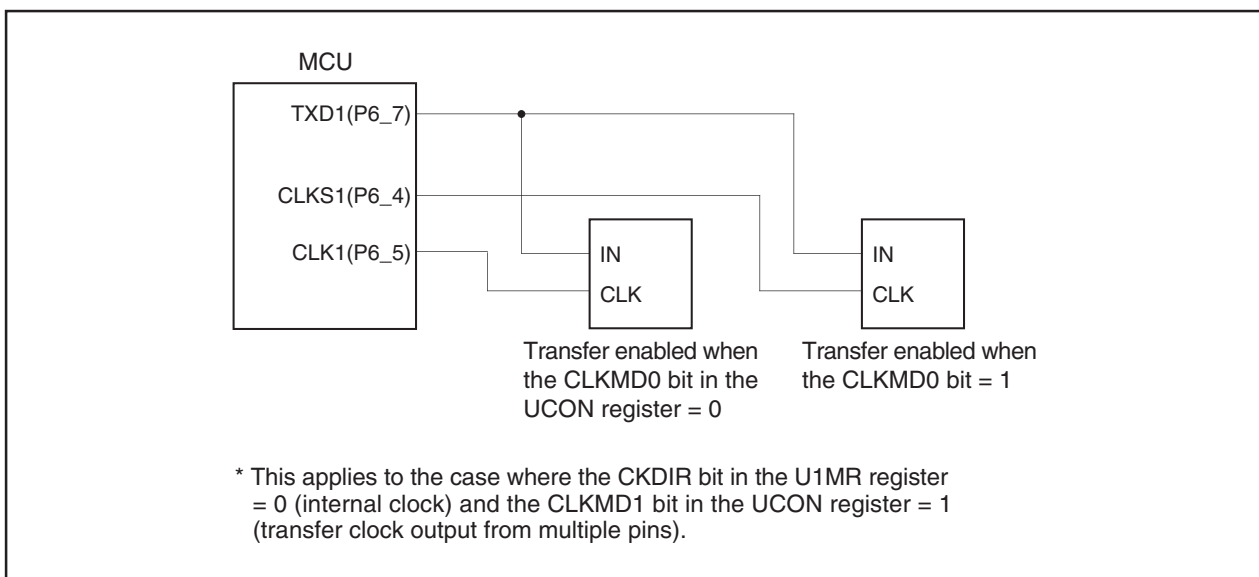 MCU
TXD1(P6_7)
CLKS1(P6_4)
CLK1(P6_5)
IN
CLK
IN
CLK
Transfer enabled when
the CLKMD0 bit in the
UCON register = 0
Transfer enabled when
the CLKMD0 bit = 1
* This applies to the case where the CKDIR bit in the U1MR register
= 0 (internal clock) and the CLKMD1 bit in the UCON register = 1
(transfer clock output from multiple pins).